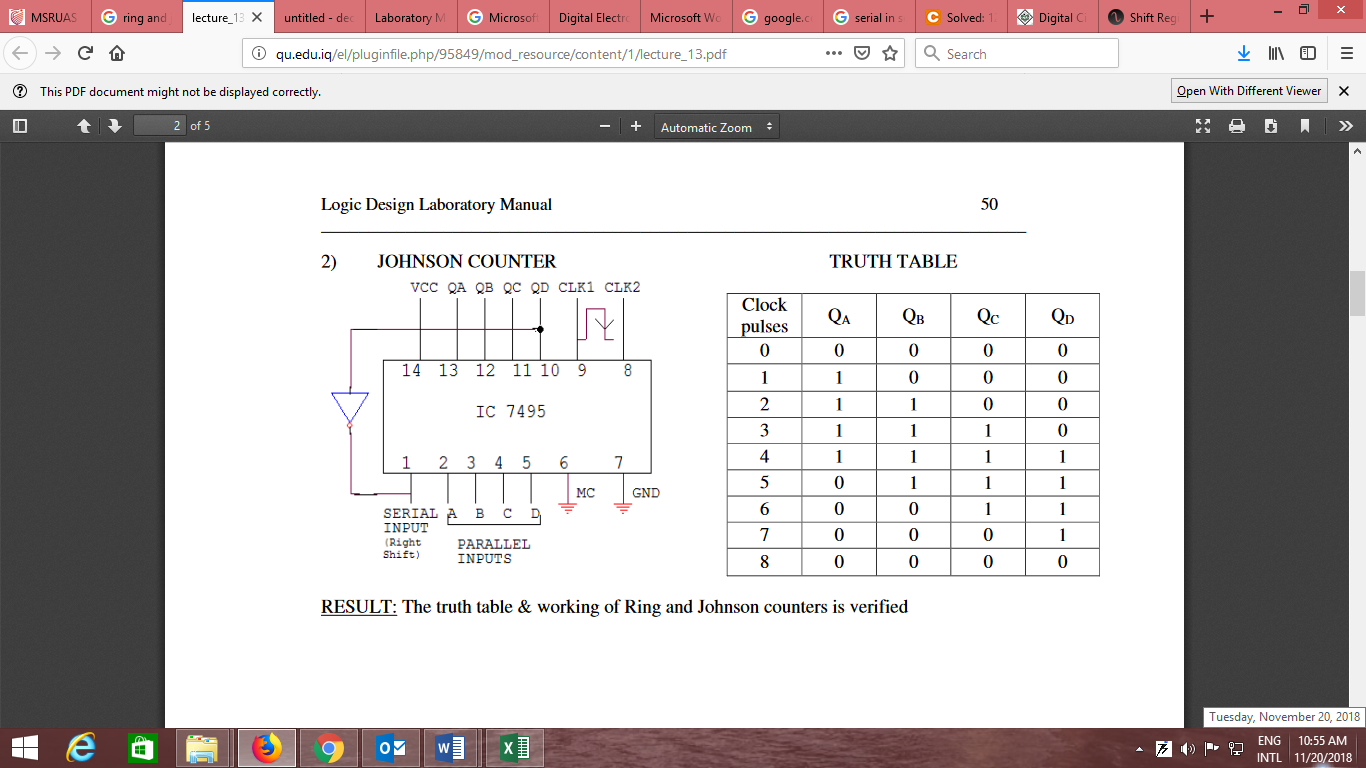 MSRUAS
ring and
lecture_13
untitled - dec
Laboratory M
Microsoft
Digital Electro
Microsoft Wo
google.c
serial in s
Solved: 1
Digital Ci
Shift Regi
qu.edu.iq/el/pluginfile.php/95849/mod_resource/content/1/lecture_13.pdf
Search
This PDF document might not be displayed correctly.
Open With Different Viewer
2 of 5
Automatic Zoom
Logic Design Laboratory Manual 50
2) JOHNSON COUNTER
VCC QA QB QC QD CLK1 CLK2
14 13 12 11 10 9 8
IC 7495
1 2 3 4 5 6 7
MC GND
SERIAL A B C D
INPUT
(Right
Shift)
PARALLEL
INPUTS
TRUTH TABLE
Clock pulses QA QB QC QD
0 0 0 0 0
1 1 0 0 0
2 1 1 0 0
3 1 1 1 0
4 1 1 1 1
5 0 1 1 1
6 0 0 1 1
7 0 0 0 1
8 0 0 0 0
RESULT: The truth table & working of Ring and Johnson counters is verified
Tuesday, November 20, 2018
ENG 10:55 AM
INTL 11/20/2018